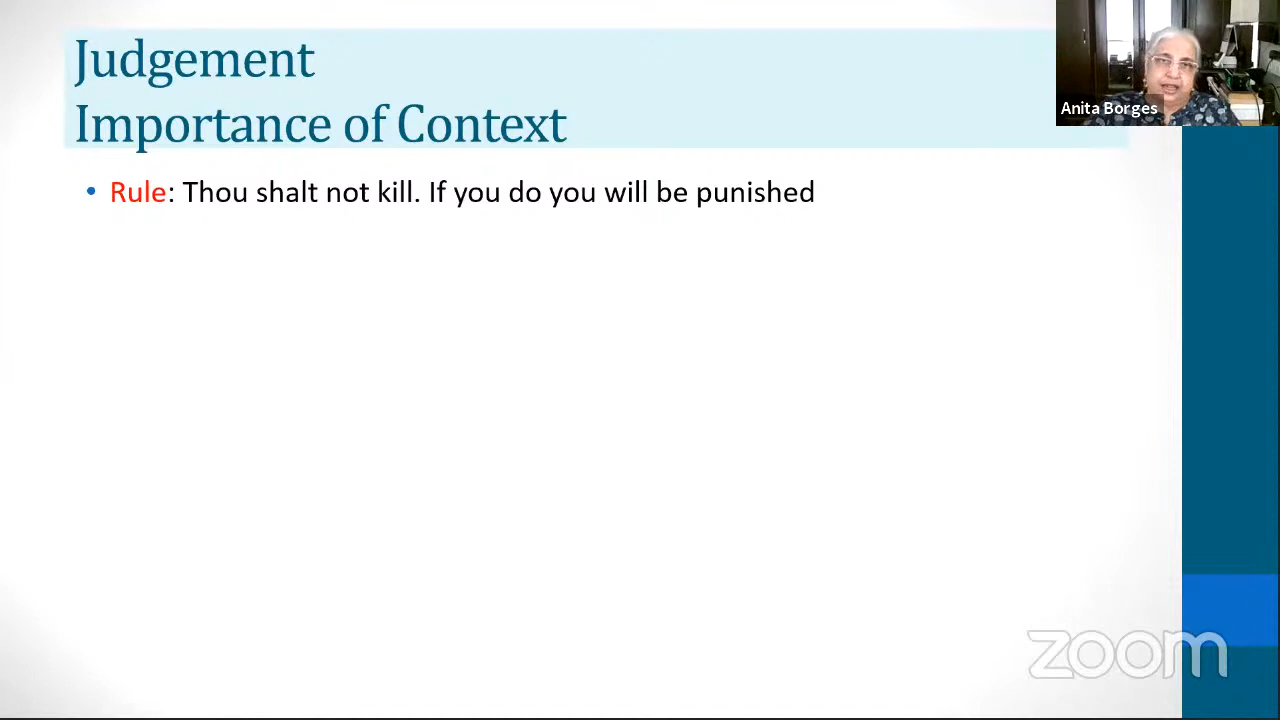 Judgement
Importance of Context
Anita Borges
• Rule: Thou shalt not kill. If you do you will be punished
zoom